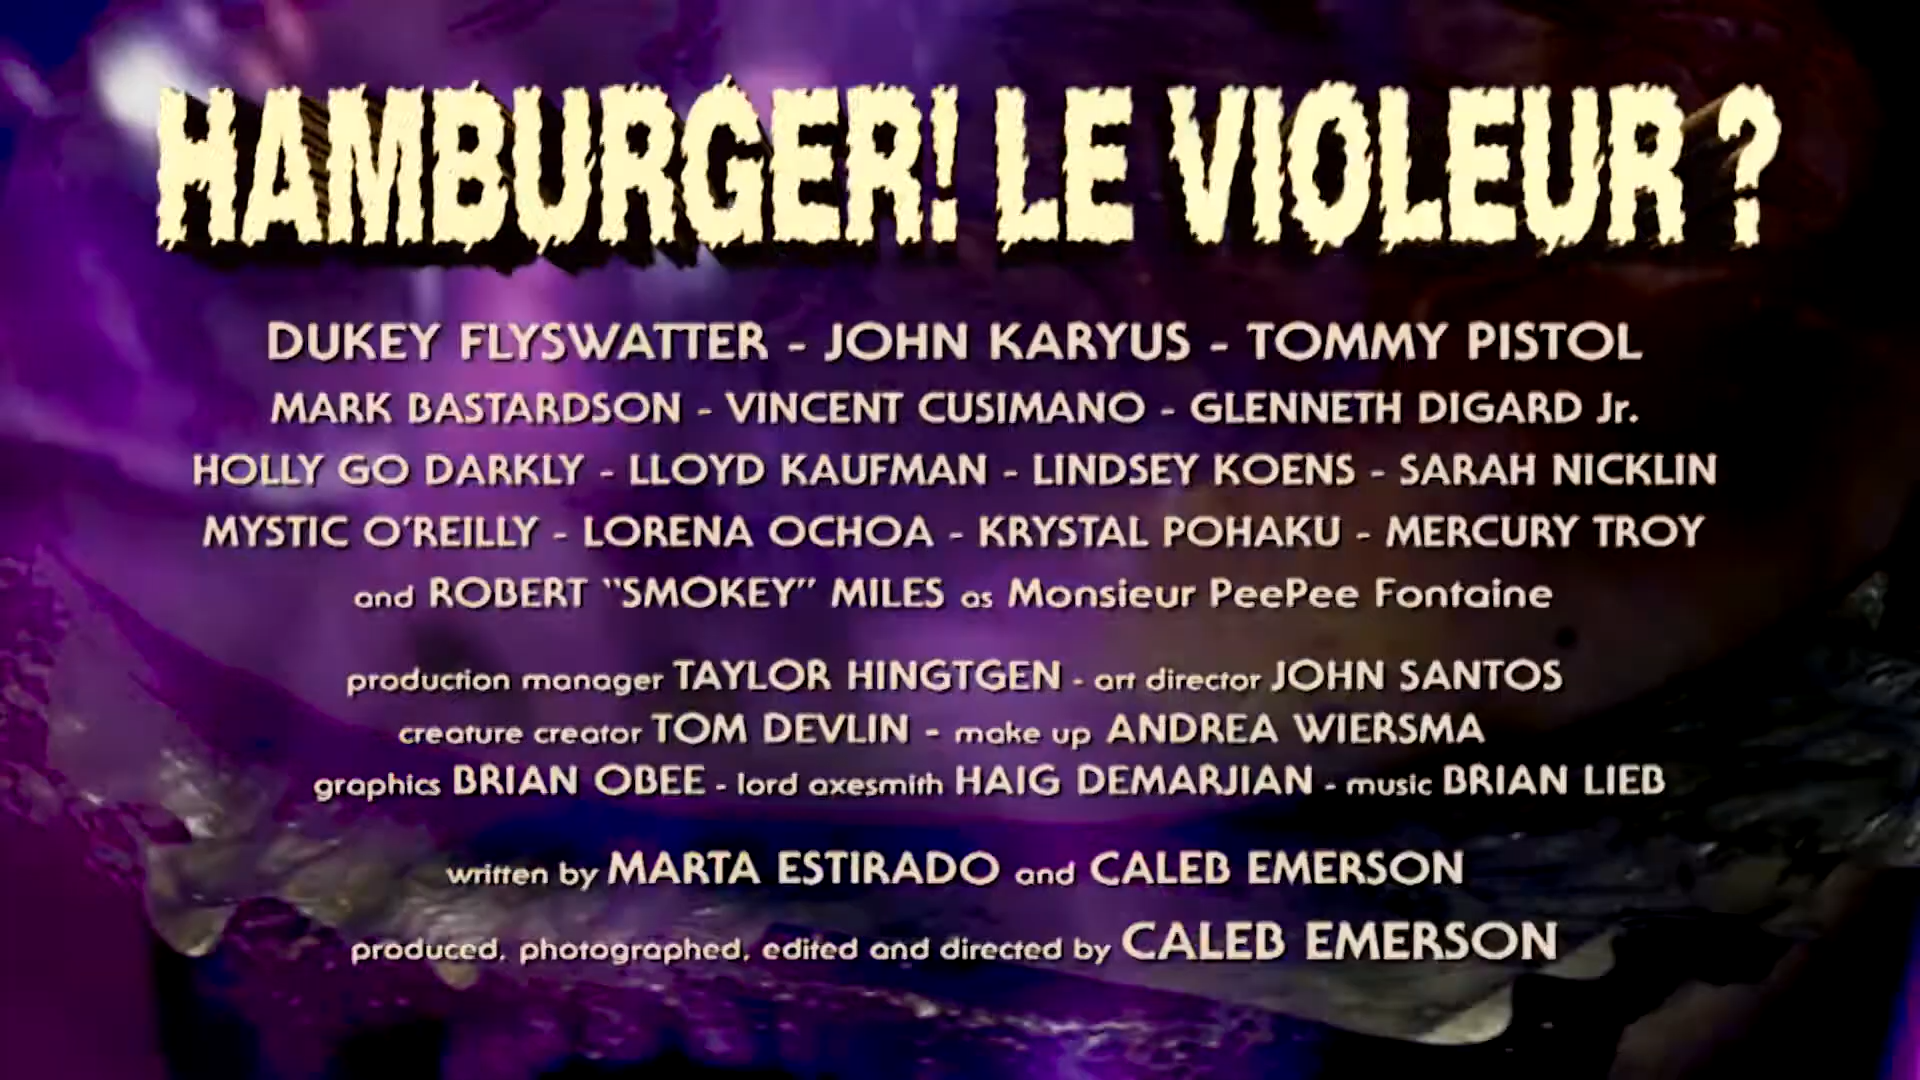 HAMBURGER! LE VIOLEUR ?
DUKEY FLYSWATTER - JOHN KARYUS - TOMMY PISTOL
MARK BASTARDSON - VINCENT CUSIMANO - GLENNETH DIGARD Jr.
HOLLY GO DARKLY - LLOYD KAUFMAN - LINDSEY KOENS - SARAH NICKLIN
MYSTIC O'REILLY - LORENA OCHOA - KRYSTAL POHAKU - MERCURY TROY
and ROBERT "SMOKEY" MILES as Monsieur PeePee Fontaine
production manager TAYLOR HINGTGEN - art director JOHN SANTOS
creature creator TOM DEVLIN - make up ANDREA WIERSMA
graphics BRIAN OBEE - lord axesmith HAIG DEMARJIAN - music BRIAN LIEB
written by MARTA ESTIRADO and CALEB EMERSON
produced, photographed, edited and directed by CALEB EMERSON